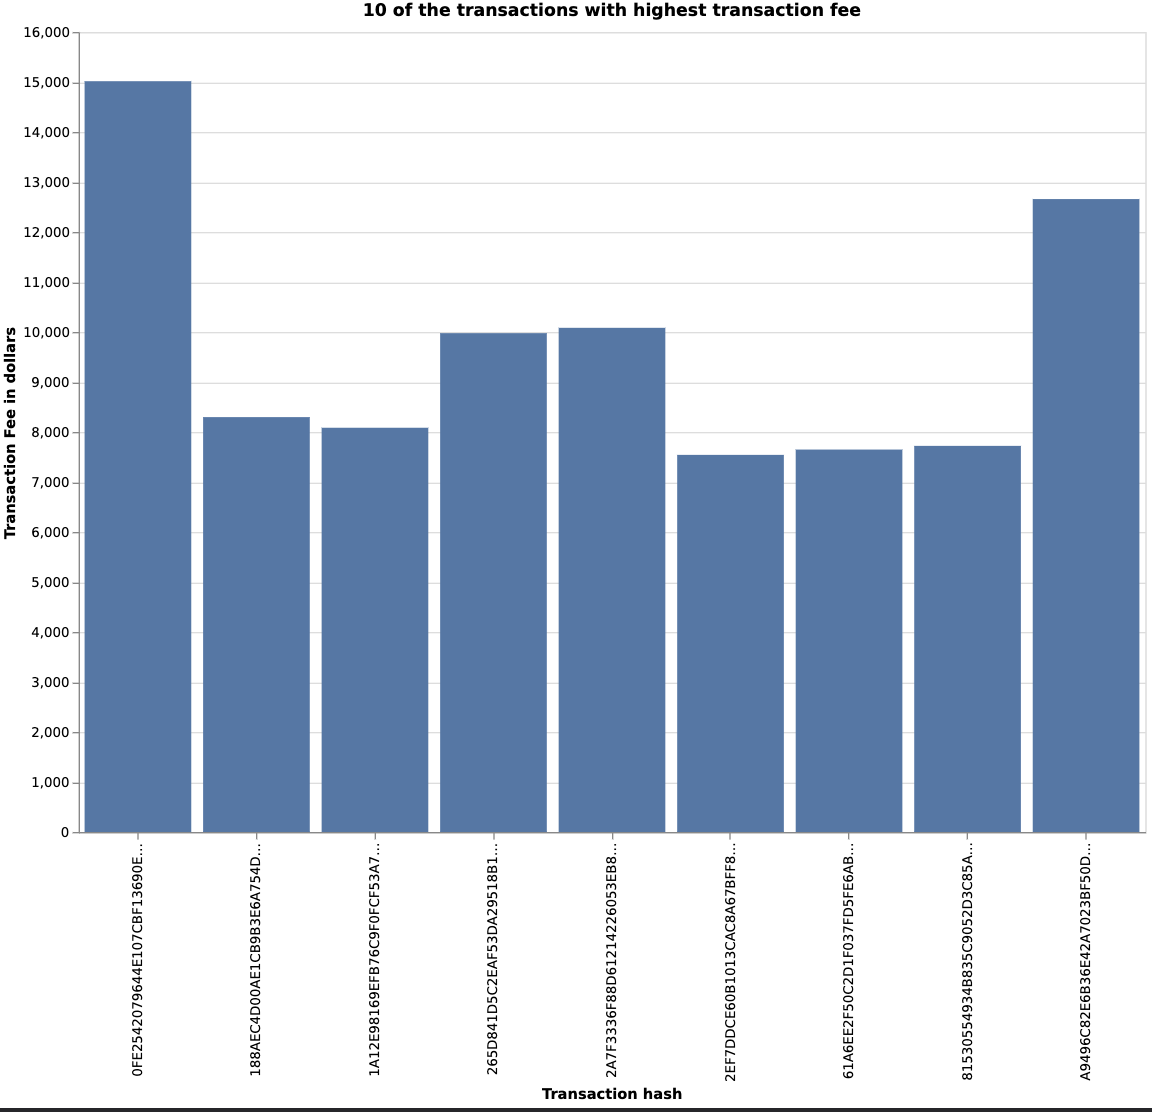 10 of the transactions with highest transaction fee
16,000
15,000
14,000
13,000
12,000
11,000
10,000
9,000
8,000
7,000
6,000
5,000
4,000
3,000
2,000
1,000
0
Transaction Fee in dollars
0FE2542079644E107CBF13690E...
188AEC4D00AE1CB9B3E6A754D...
1A12E98169EFB76C9F0FCF53A7...
265D841D5C2EAF53DA29518B1...
2A7F3336F88D61214226053EB8...
2EF7DDCE60B1013CAC8A67BFF8...
61A6EE2F50C2D1F037FD5FE6AB...
81530554934B835C9052D3C85A...
A9496C82E6B36E42A7023BF50D...
Transaction hash